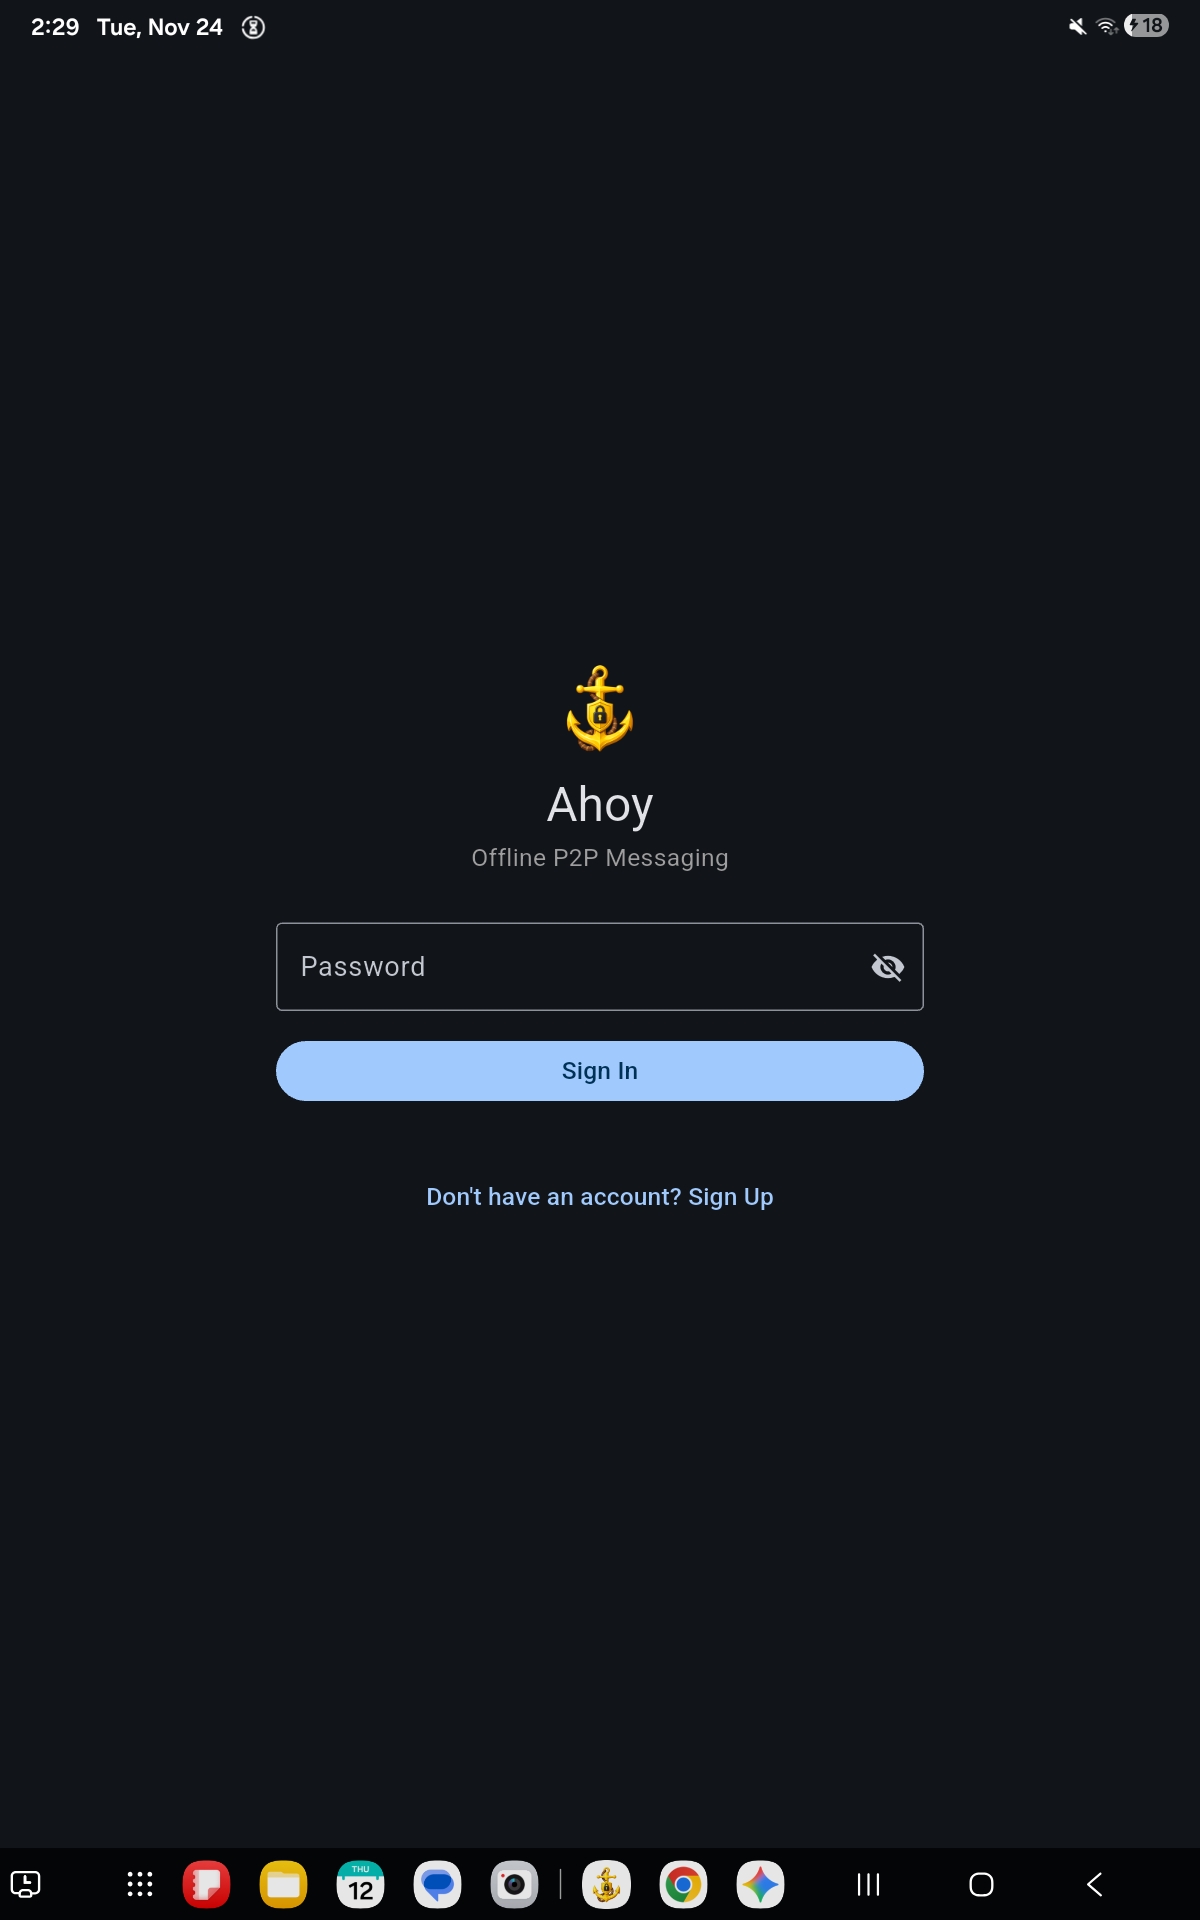 2:29 Tue, Nov 24
18
Ahoy
Offline P2P Messaging
Password
Sign In
Don't have an account? Sign Up
THU
12